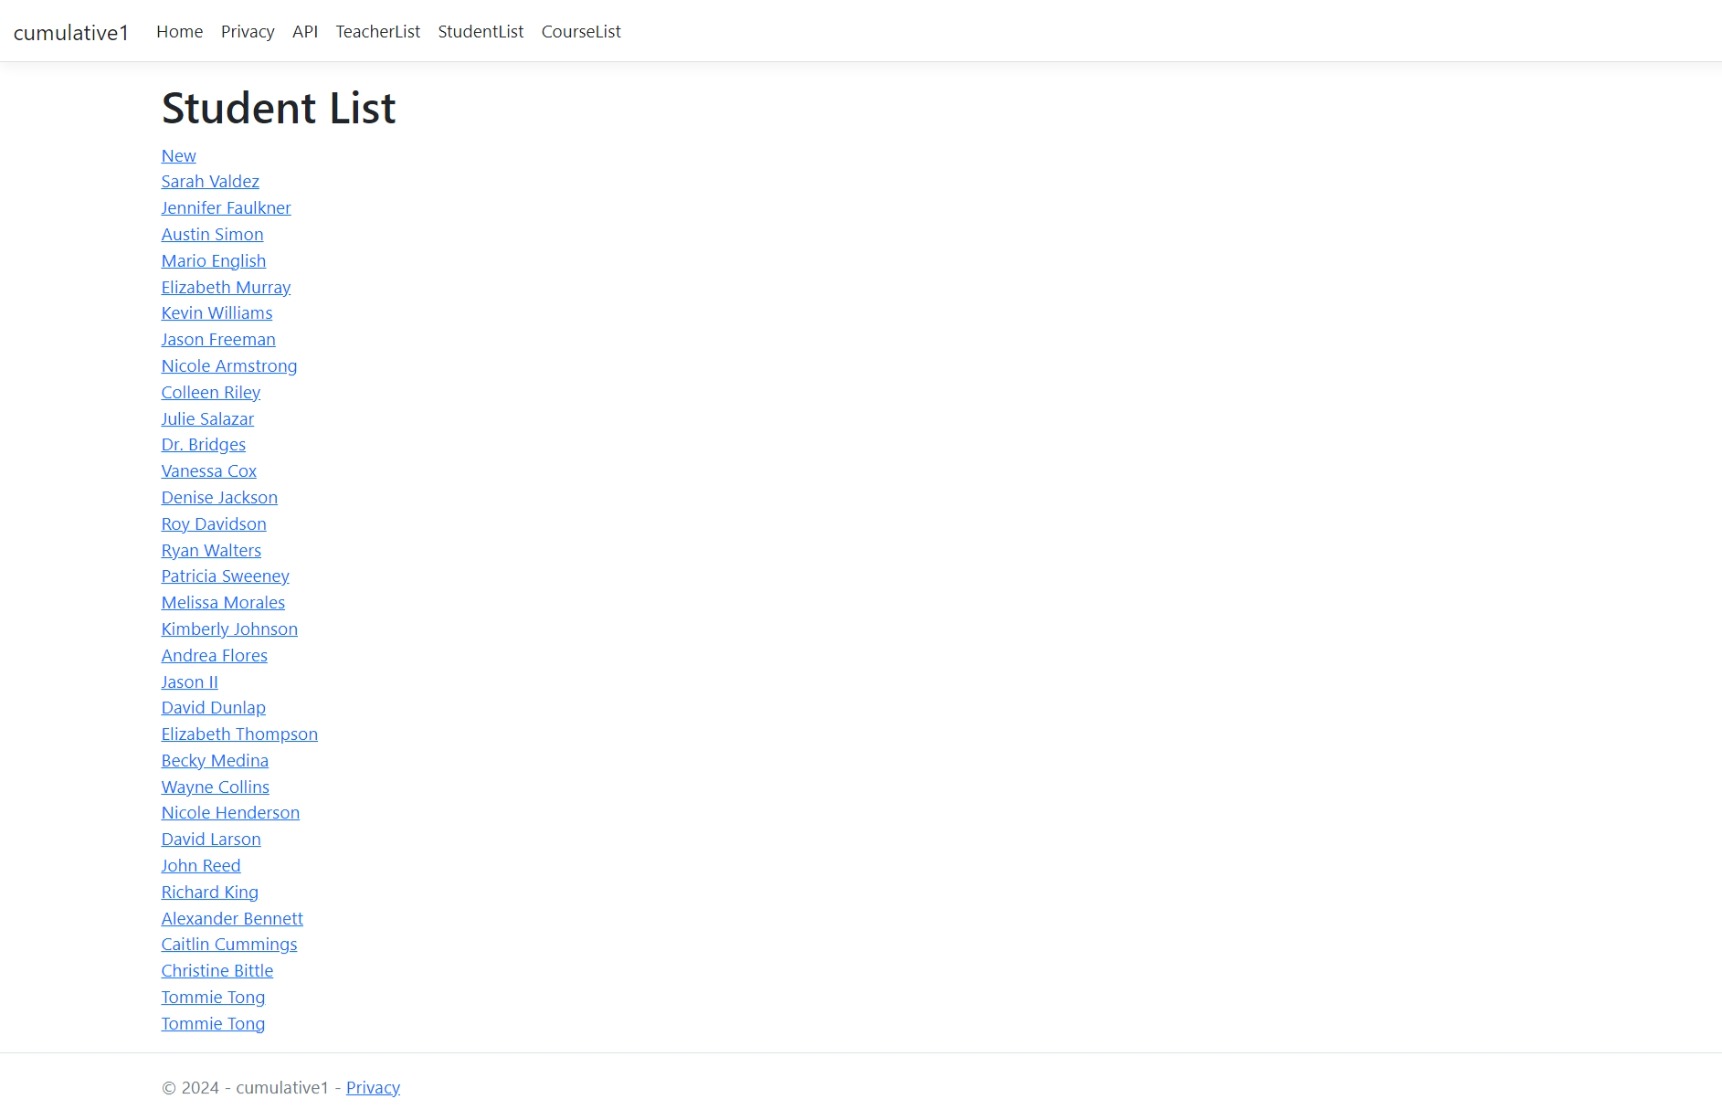 cumulative1 Home Privacy API TeacherList StudentList CourseList
Student List
New
Sarah Valdez
Jennifer Faulkner
Austin Simon
Mario English
Elizabeth Murray
Kevin Williams
Jason Freeman
Nicole Armstrong
Colleen Riley
Julie Salazar
Dr. Bridges
Vanessa Cox
Denise Jackson
Roy Davidson
Ryan Walters
Patricia Sweeney
Melissa Morales
Kimberly Johnson
Andrea Flores
Jason II
David Dunlap
Elizabeth Thompson
Becky Medina
Wayne Collins
Nicole Henderson
David Larson
John Reed
Richard King
Alexander Bennett
Caitlin Cummings
Christine Bittle
Tommie Tong
Tommie Tong
© 2024 - cumulative1 - Privacy